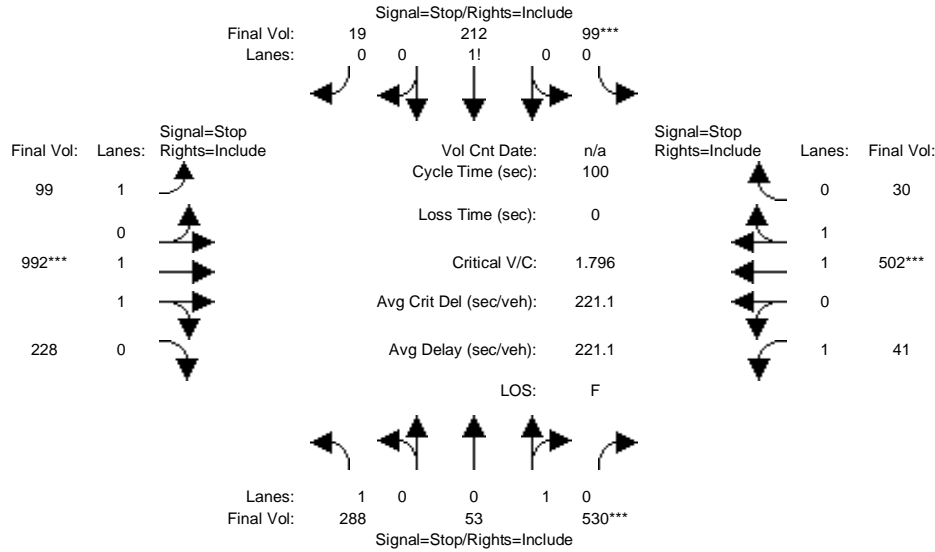 Signal=Stop/Rights=Include
Final Vol: 19 212 99***
Lanes: 0 0 1! 0 0
Signal=Stop Signal=Stop
Final Vol: Lanes: Rights=Include Vol Cnt Date: n/a Rights=Include Lanes: Final Vol:
Cycle Time (sec): 100
99 1 0 30
Loss Time (sec): 0
0 1
992*** 1 Critical V/C: 1.796 1 502***
1 Avg Crit Del (sec/veh): 221.1 0
228 0 Avg Delay (sec/veh): 221.1 1 41
LOS: F
Lanes: 1 0 0 1 0
Final Vol: 288 53 530***
Signal=Stop/Rights=Include